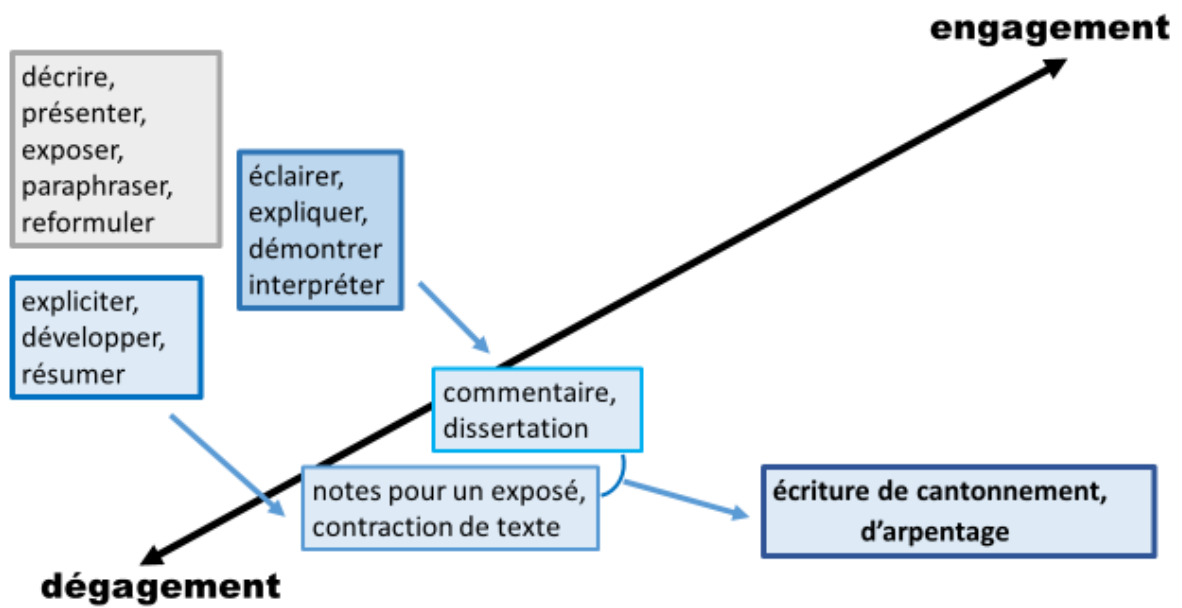 engagement
décrire,
présenter,
exposer,
paraphraser,
reformuler
éclairer,
expliquer,
démontrer
interpréter
expliciter,
développer,
résumer
commentaire,
dissertation
notes pour un exposé,
contraction de texte
écriture de cantonnement,
d'arpentage
dégagement